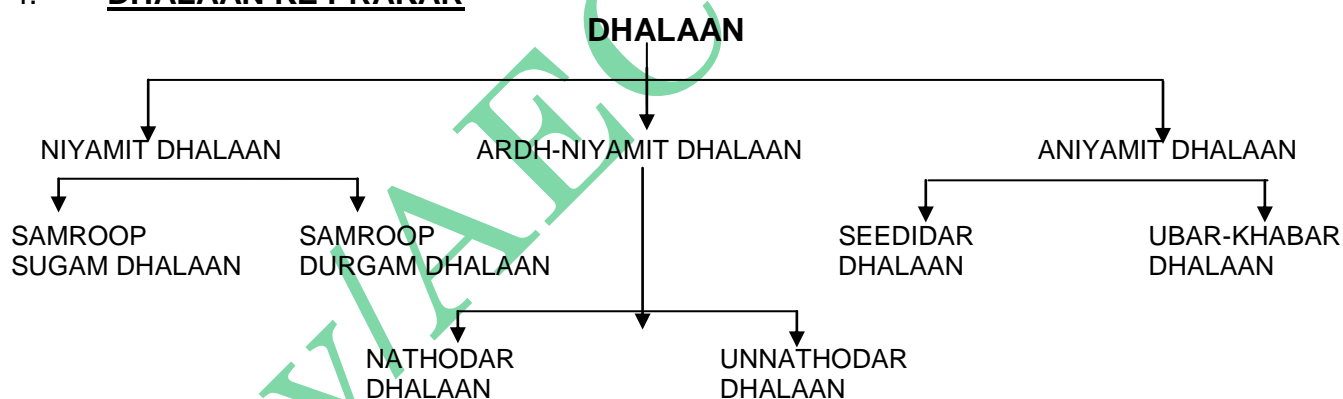 DHALAAN KE PRAKAR
DHALAAN
NIYAMIT DHALAAN ARDH-NIYAMIT DHALAAN ANIYAMIT DHALAAN
SAMROOP SUGAM DHALAAN
SAMROOP DURGAM DHALAAN
SEEDIDAR DHALAAN
UBAR-KHABAR DHALAAN
NATHODAR DHALAAN
UNNATHODAR DHALAAN